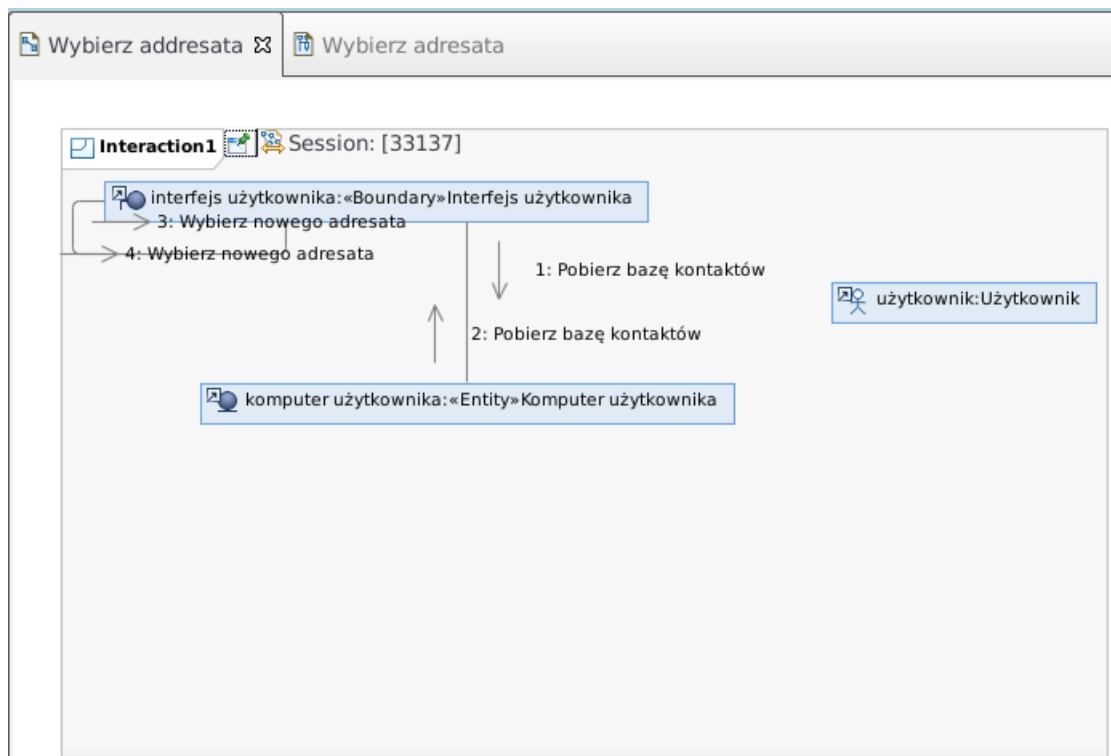 Wybierz addresata
Wybierz adresata
Interaction1
Session: [33137]
interfejs użytkownika:«Boundary»Interfejs użytkownika
3: Wybierz nowego adresata
4: Wybierz nowego adresata
1: Pobierz bazę kontaktów
użytkownik:Użytkownik
2: Pobierz bazę kontaktów
komputer użytkownika:«Entity»Komputer użytkownika